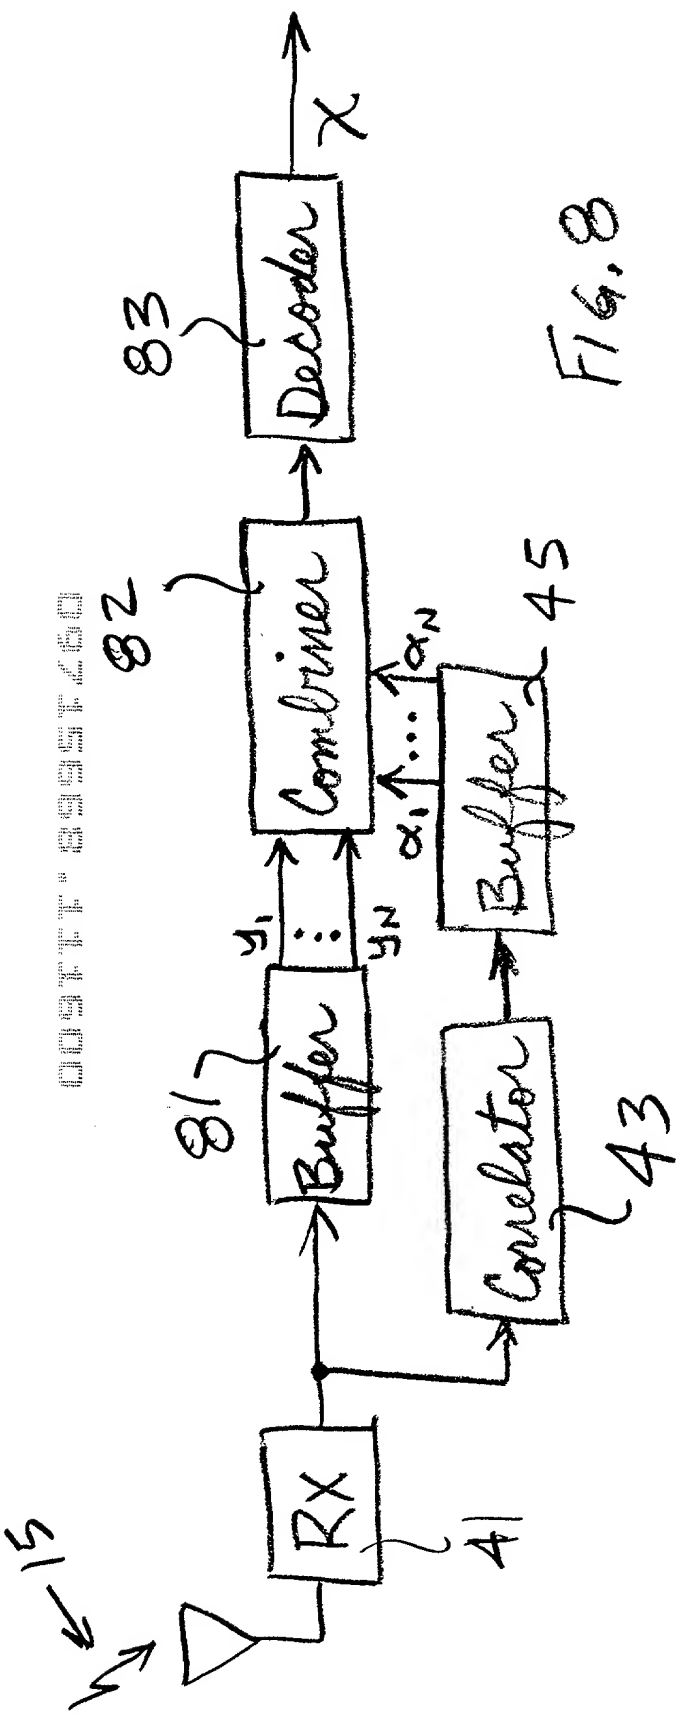 15
RX
41
81
Buffer
y₁
...
yN
82
Combiner
83
Decoder
X
Correlator
43
Buffer
45
α₁
...
αN
FIG. 8